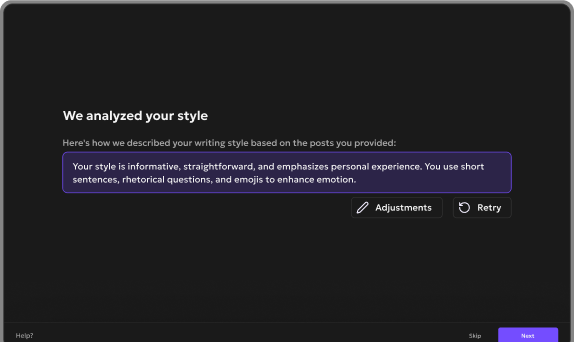 We analyzed your style
Here's how we described your writing style based on the posts you provided:
Your style is informative, straightforward, and emphasizes personal experience. You use short
sentences, rhetorical questions, and emojis to enhance emotion.
Adjustments Retry
Help? Skip Next